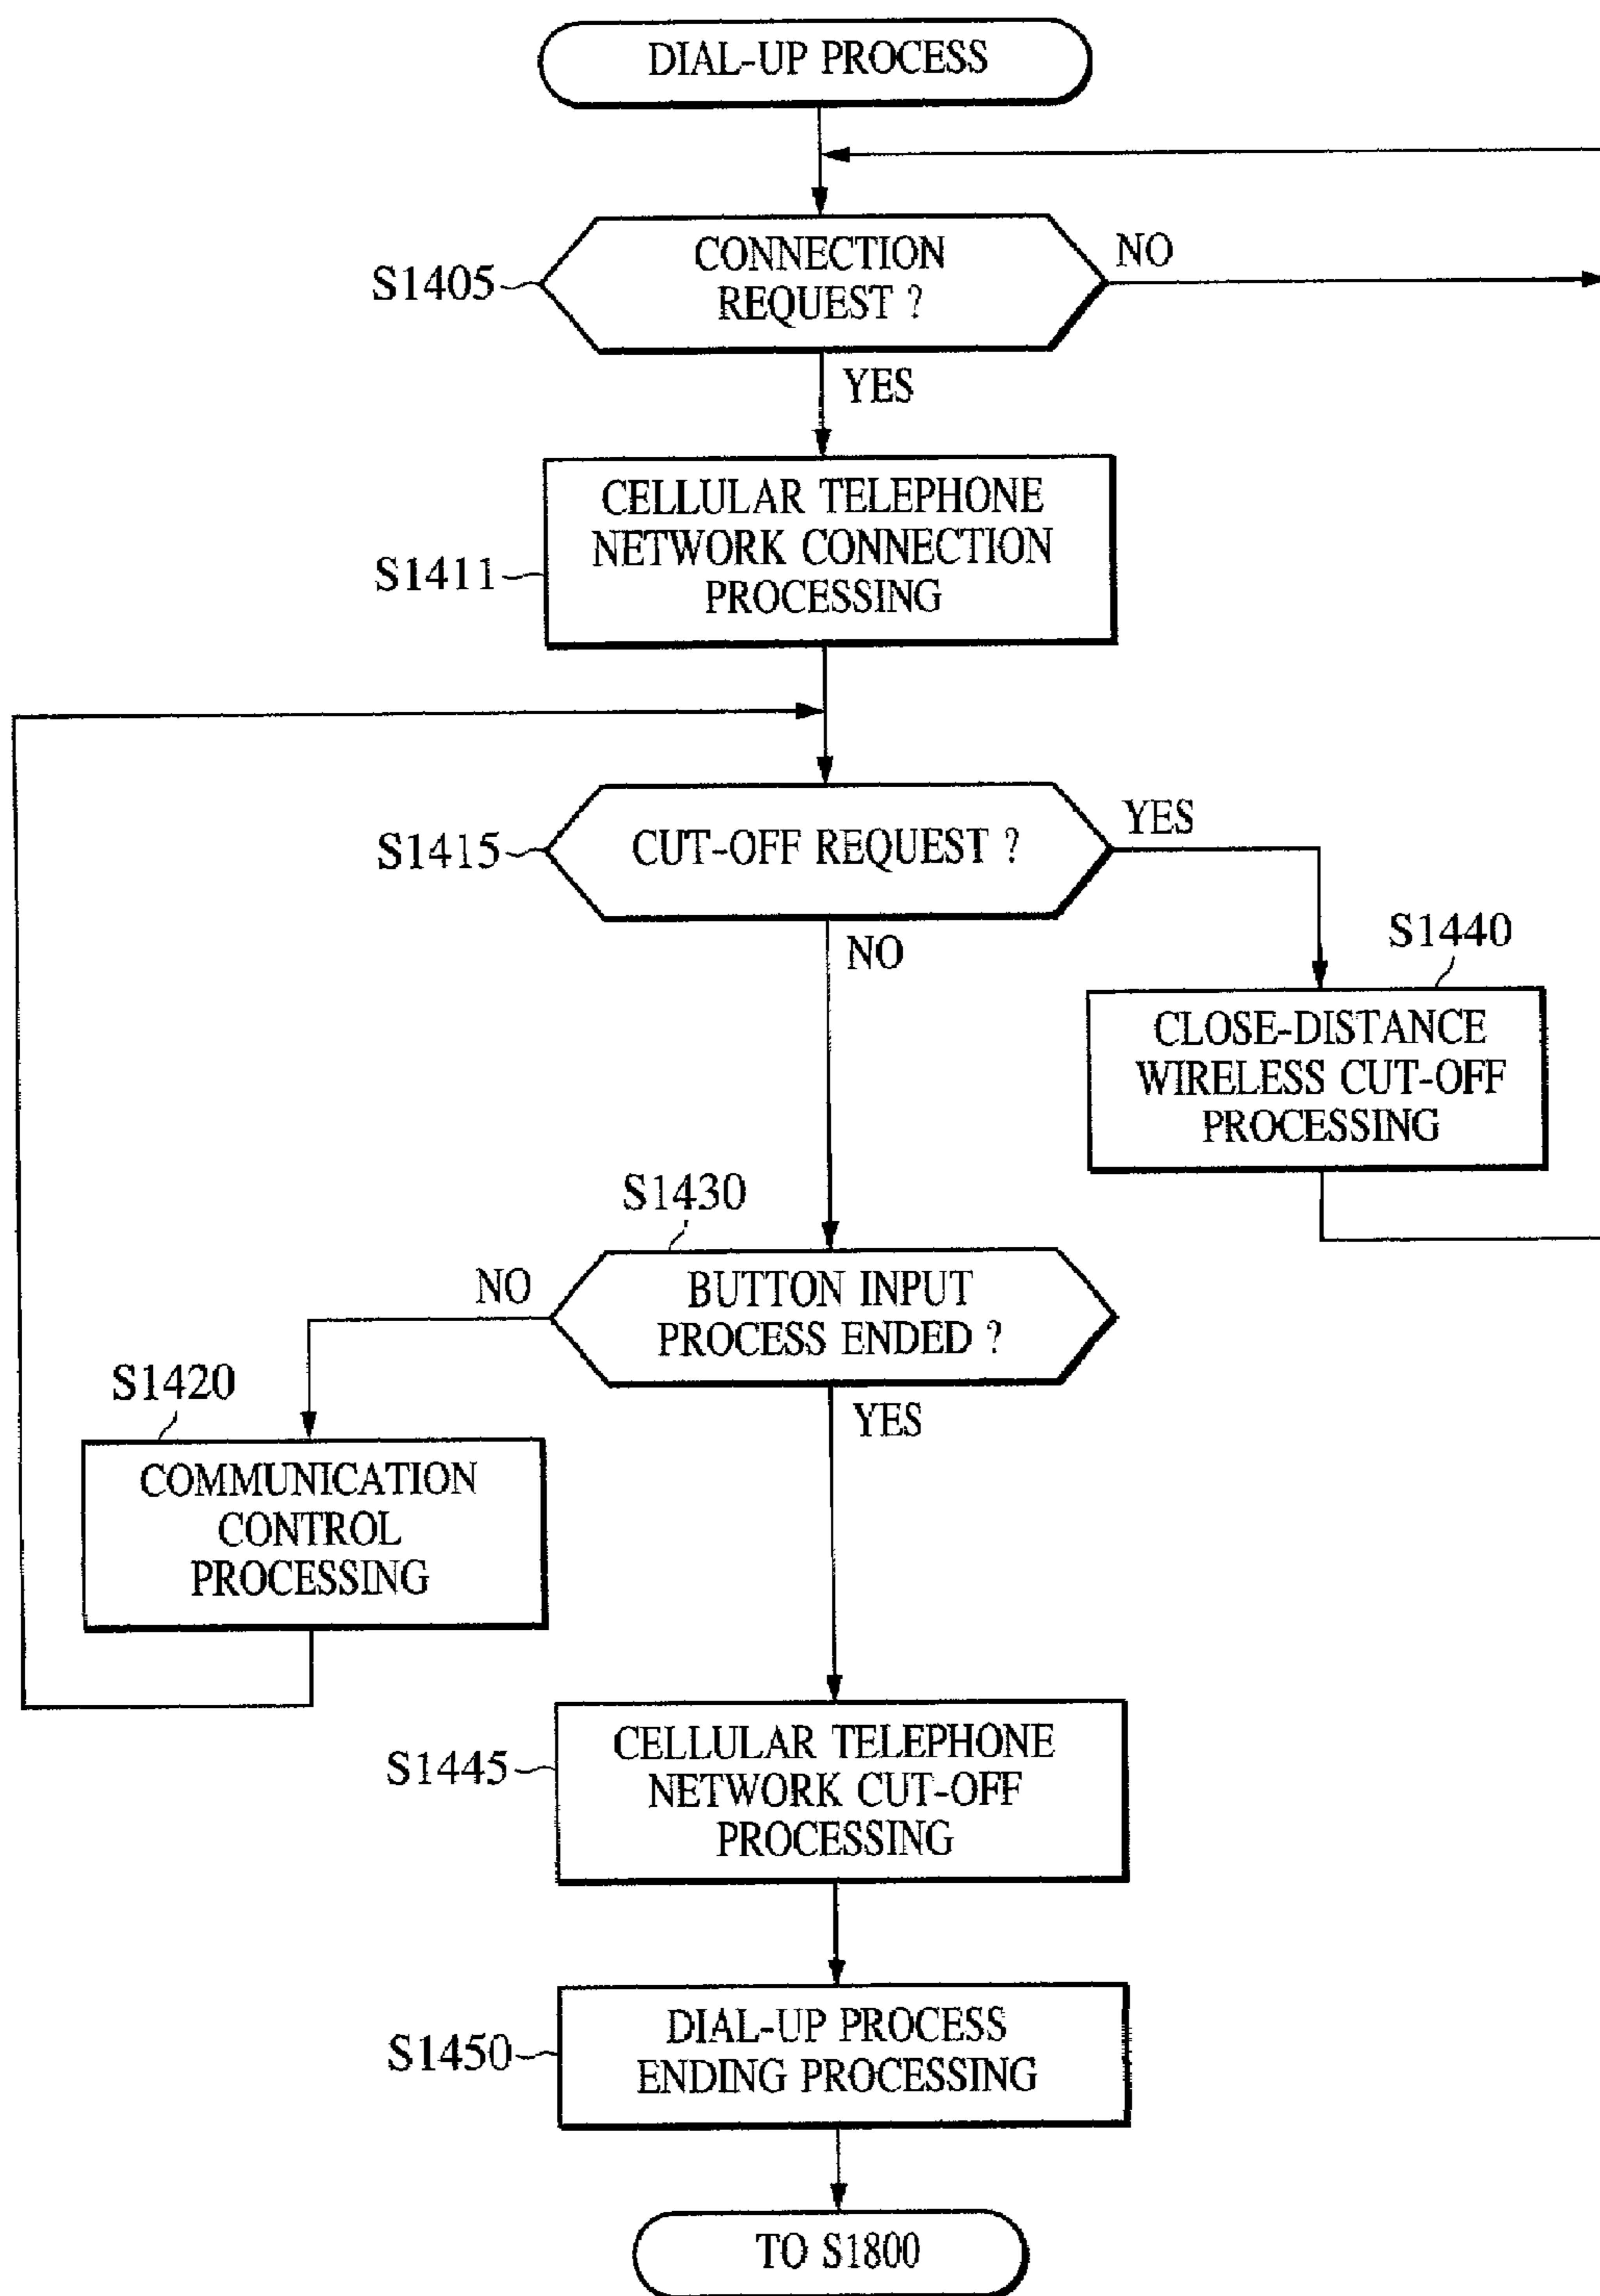 DIAL-UP PROCESS
S1405
CONNECTION
REQUEST ?
NO
YES
S1411
CELLULAR TELEPHONE
NETWORK CONNECTION
PROCESSING
S1415
CUT-OFF REQUEST ?
YES
NO
S1440
CLOSE-DISTANCE
WIRELESS CUT-OFF
PROCESSING
S1430
BUTTON INPUT
PROCESS ENDED ?
NO
YES
S1420
COMMUNICATION
CONTROL
PROCESSING
S1445
CELLULAR TELEPHONE
NETWORK CUT-OFF
PROCESSING
S1450
DIAL-UP PROCESS
ENDING PROCESSING
TO S1800